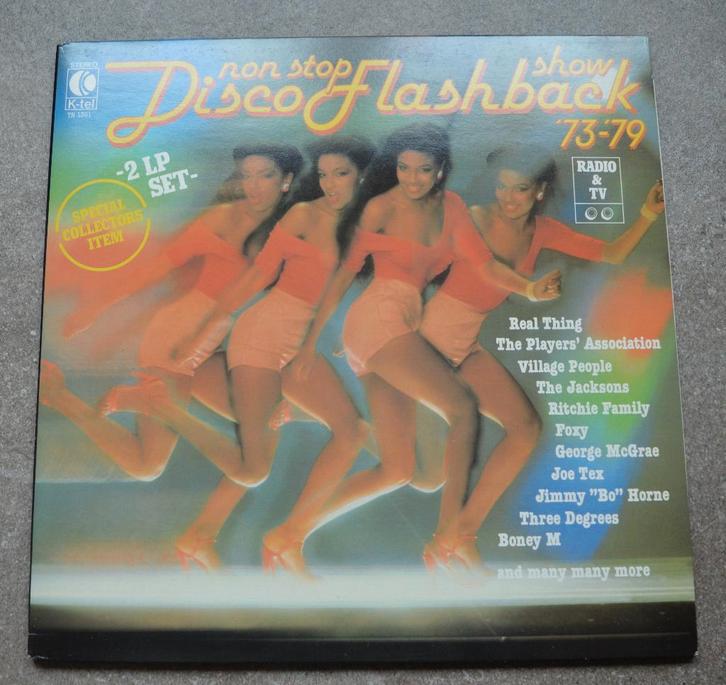 STEREO
K-tel
TN 1381
non stop show
Disco Flashback
'73-'79
-2 LP
SET-
SPECIAL
COLLECTORS
ITEM
RADIO
&
TV
Real Thing
The Players' Association
Village People
The Jacksons
Ritchie Family
Foxy
George McGrae
Joe Tex
Jimmy "Bo" Horne
Three Degrees
Boney M
and many many more